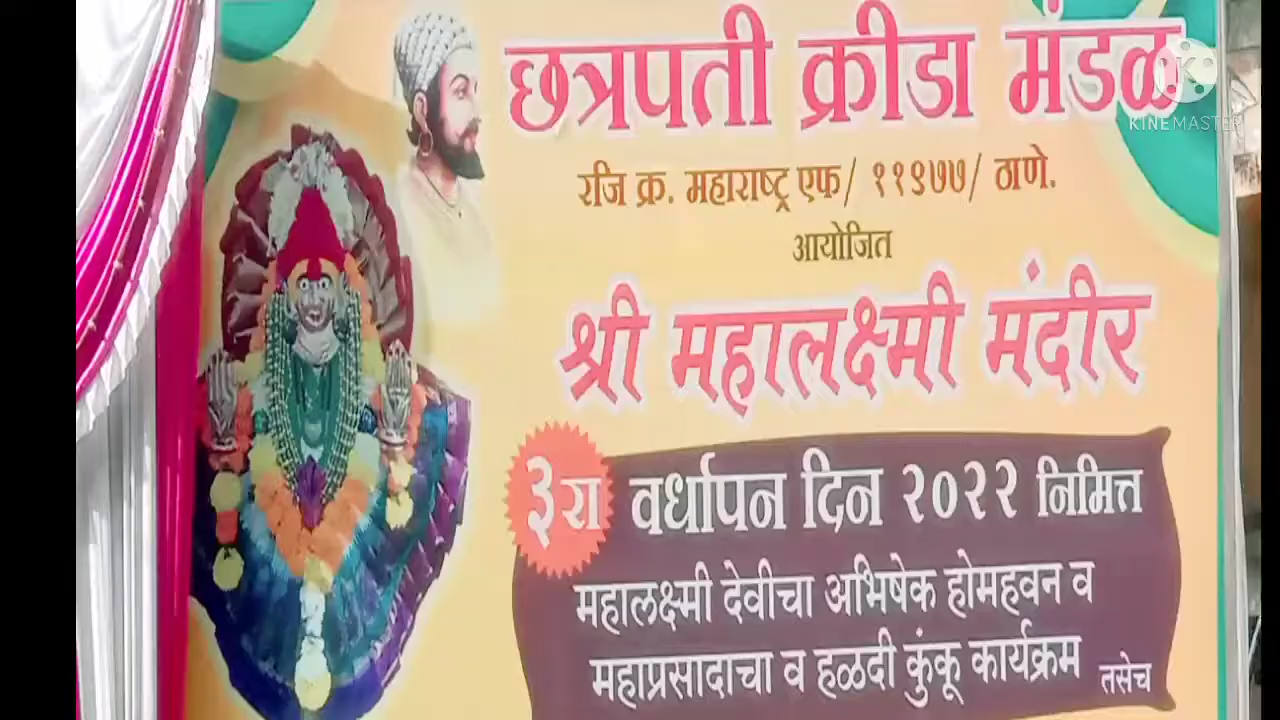 छत्रपती क्रीडा मंडळ
KINEMASTER
रजि क्र. महाराष्ट्र एफ/ ११९७७/ ठाणे.
आयोजित
श्री महालक्ष्मी मंदीर
३रा वर्धापन दिन २०२२ निमित्त
महालक्ष्मी देवीचा अभिषेक होमहवन व
महाप्रसादाचा व हळदी कुंकू कार्यक्रम तसेच